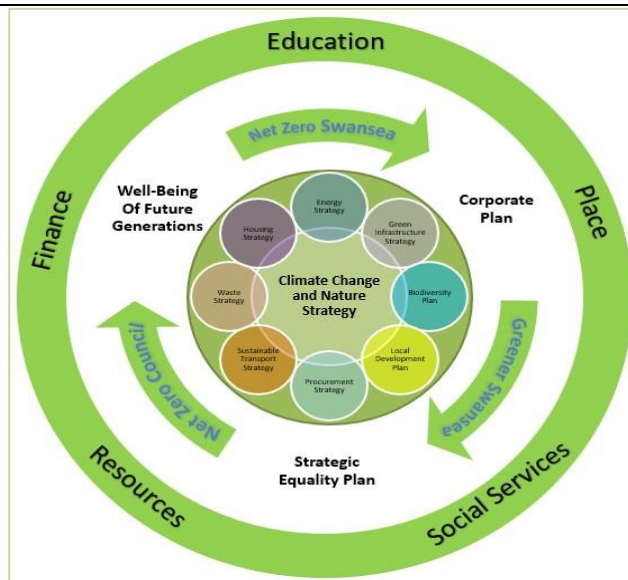 Education
Net Zero Swansea
Well-Being
Of Future
Generations
Corporate
Plan
Finance
Place
Energy
Strategy
Housing
Strategy
Green
Infrastructure
Strategy
Waste
Strategy
Climate Change
and Nature
Strategy
Biodiversity
Plan
Sustainable
Transport
Strategy
Local
Development
Plan
Procurement
Strategy
Net Zero Council
Greener Swansea
Strategic
Equality Plan
Resources
Social Services